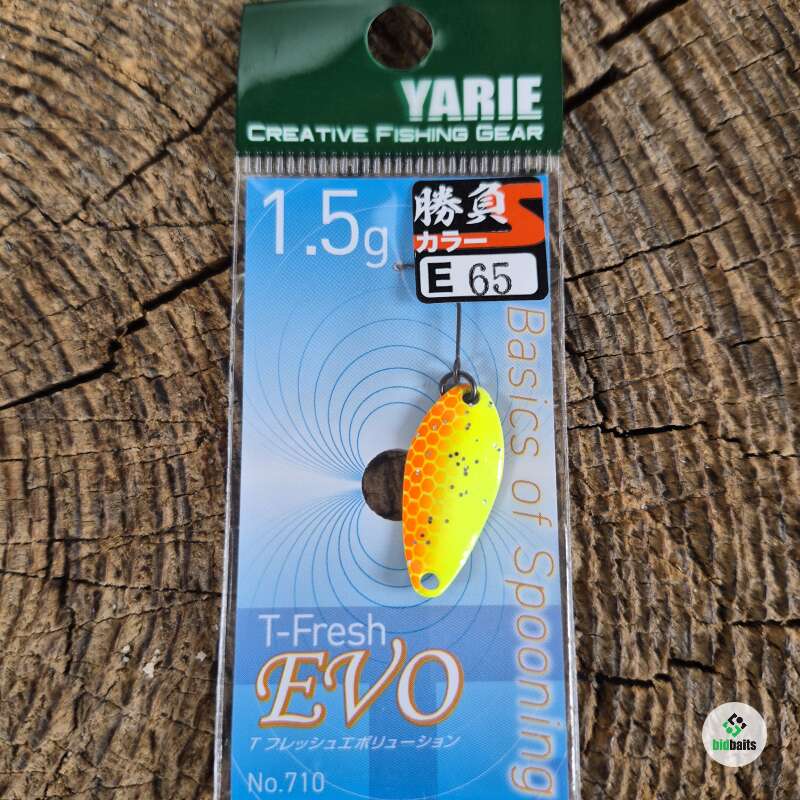 YARIE
CREATIVE FISHING GEAR
1.5g
勝負S
カラー
E 65
Basics of Spooning
T-Fresh
EVO
T フレッシュエボリューション
No.710
bidbaits